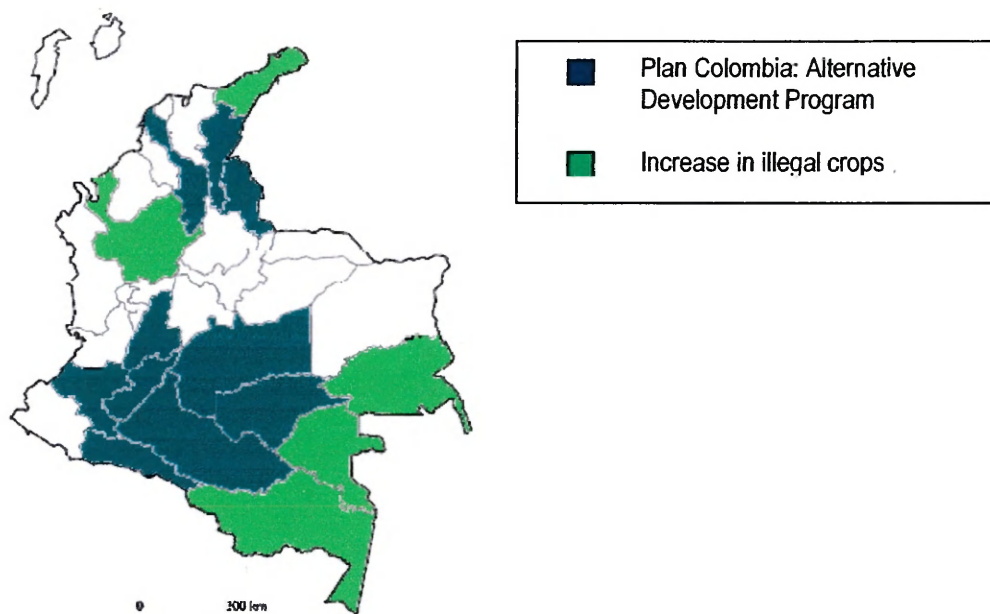 Plan Colombia: Alternative
Development Program
Increase in illegal crops
0 300 km